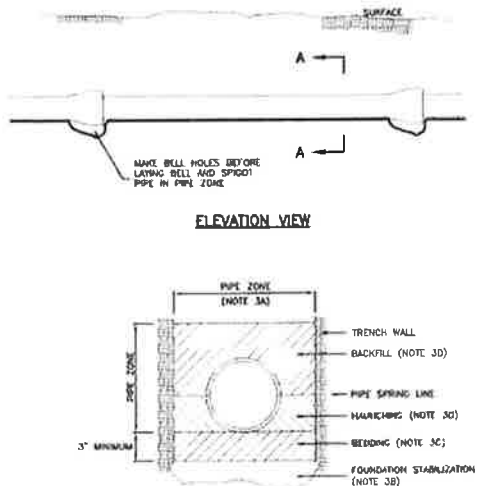 SURFACE
A
A
MAKE BELL HOLES BEFORE
LAYING BELL AND SPIGOT
PIPE IN PIPE ZONE
ELEVATION VIEW
PIPE ZONE
(NOTE 3A)
TRENCH WALL
BACKFILL (NOTE 3D)
PIPE ZONE
PIPE SPRING LINE
HAUNCHING (NOTE 3D)
3" MINIMUM
BEDDING (NOTE 3C)
FOUNDATION STABILIZATION
(NOTE 3B)